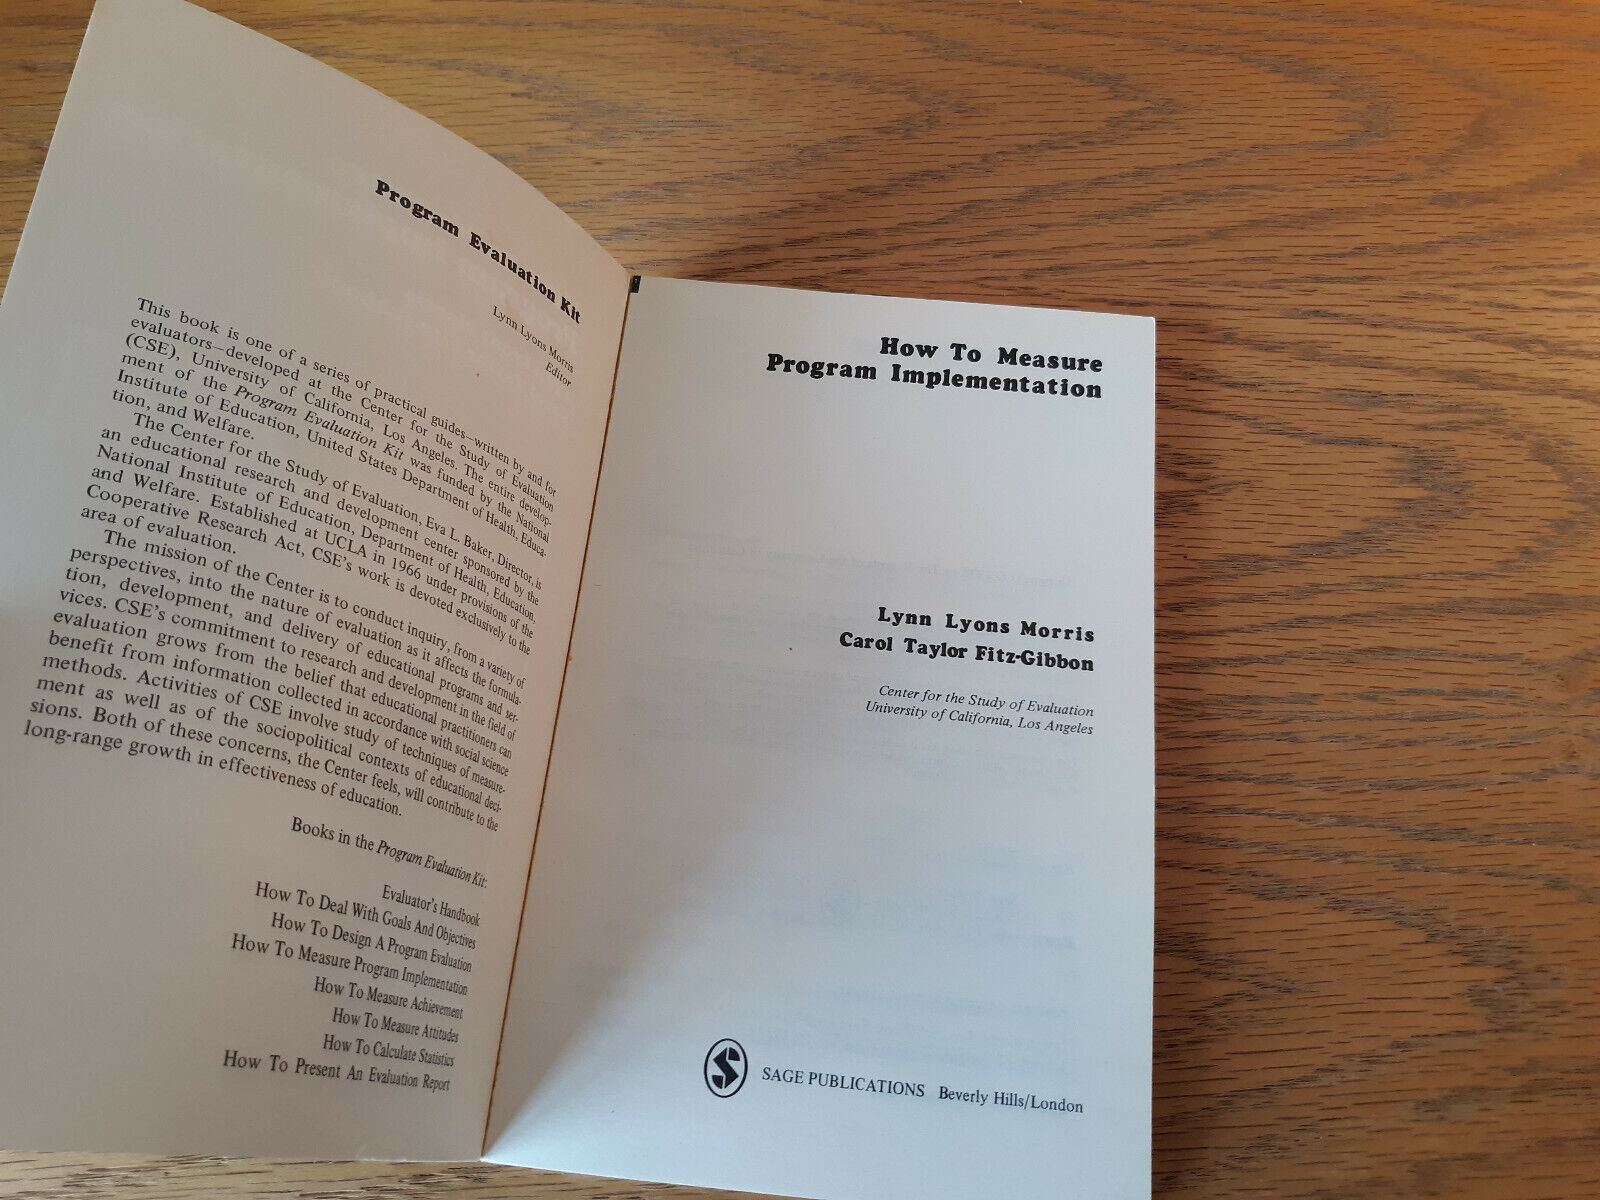 Program Evaluation Kit
Lynn Lyons Morris
Editor
This book is one of a series of practical guides—written by and for
evaluators—developed at the Center for the Study of Evaluation
(CSE), University of California, Los Angeles. The entire develop-
ment of the Program Evaluation Kit was funded by the National
Institute of Education, United States Department of Health, Educa-
tion, and Welfare.
The Center for the Study of Evaluation, Eva L. Baker, Director, is
an educational research and development center sponsored by the
National Institute of Education, Department of Health, Education,
and Welfare. Established at UCLA in 1966 under provisions of the
Cooperative Research Act, CSE's work is devoted exclusively to the
area of evaluation.
The mission of the Center is to conduct inquiry, from a variety of
perspectives, into the nature of evaluation as it affects the formula-
tion, development, and delivery of educational programs and ser-
vices. CSE's commitment to research and development in the field of
evaluation grows from the belief that educational practitioners can
benefit from information collected in accordance with social science
methods. Activities of CSE involve study of techniques of measure-
ment as well as of the sociopolitical contexts of educational deci-
sions. Both of these concerns, the Center feels, will contribute to the
long-range growth in effectiveness of education.
Books in the Program Evaluation Kit:
Evaluator's Handbook
How To Deal With Goals And Objectives
How To Design A Program Evaluation
How To Measure Program Implementation
How To Measure Achievement
How To Measure Attitudes
How To Calculate Statistics
How To Present An Evaluation Report
How To Measure
Program Implementation
Lynn Lyons Morris
Carol Taylor Fitz-Gibbon
Center for the Study of Evaluation
University of California, Los Angeles
S
SAGE PUBLICATIONS Beverly Hills/London